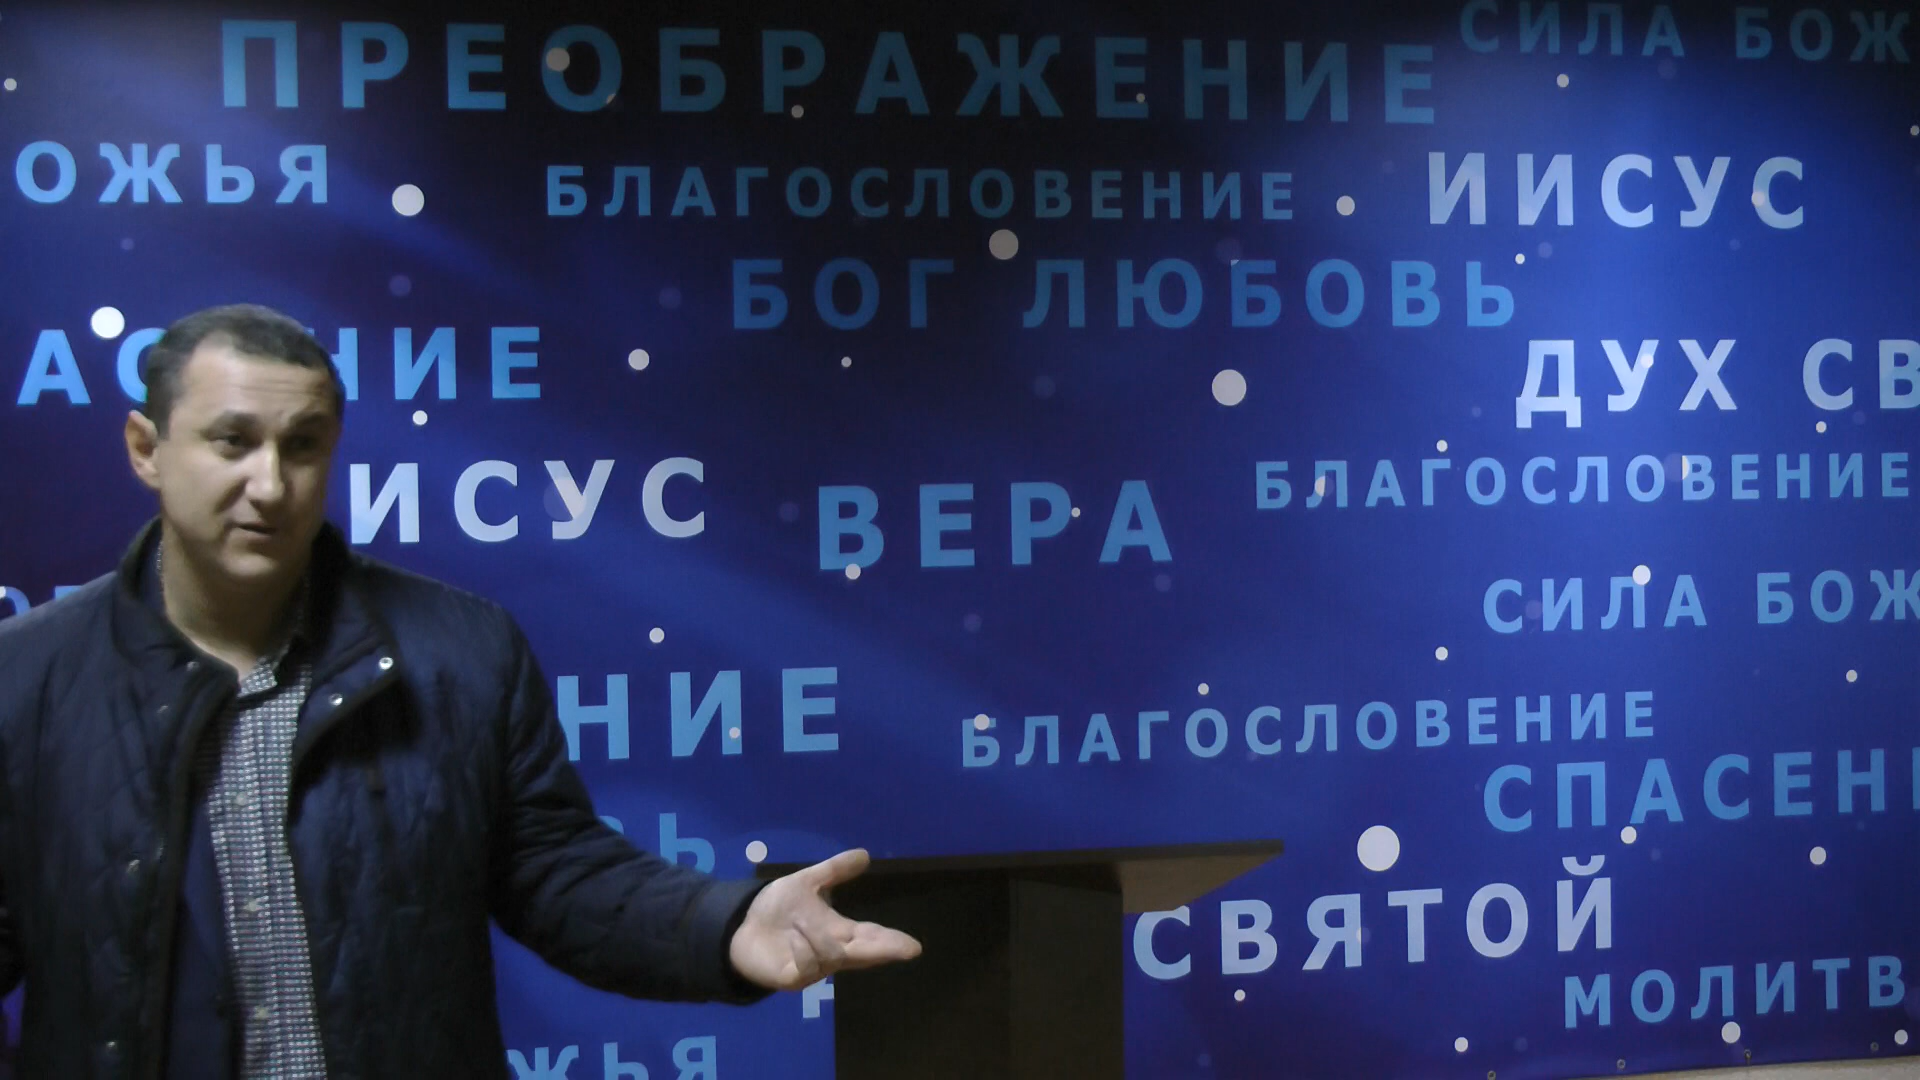 СИЛА БОЖ
ПРЕОБРАЖЕНИЕ
ОЖЬЯ БЛАГОСЛОВЕНИЕ ИИСУС
БОГ ЛЮБОВЬ
ДУХ СВ
ИСУС ВЕРА БЛАГОСЛОВЕНИЕ
СИЛА БОЖ
НИЕ БЛАГОСЛОВЕНИЕ
СПАСЕН
СВЯТОЙ
МОЛИТВ
ЖЬЯ